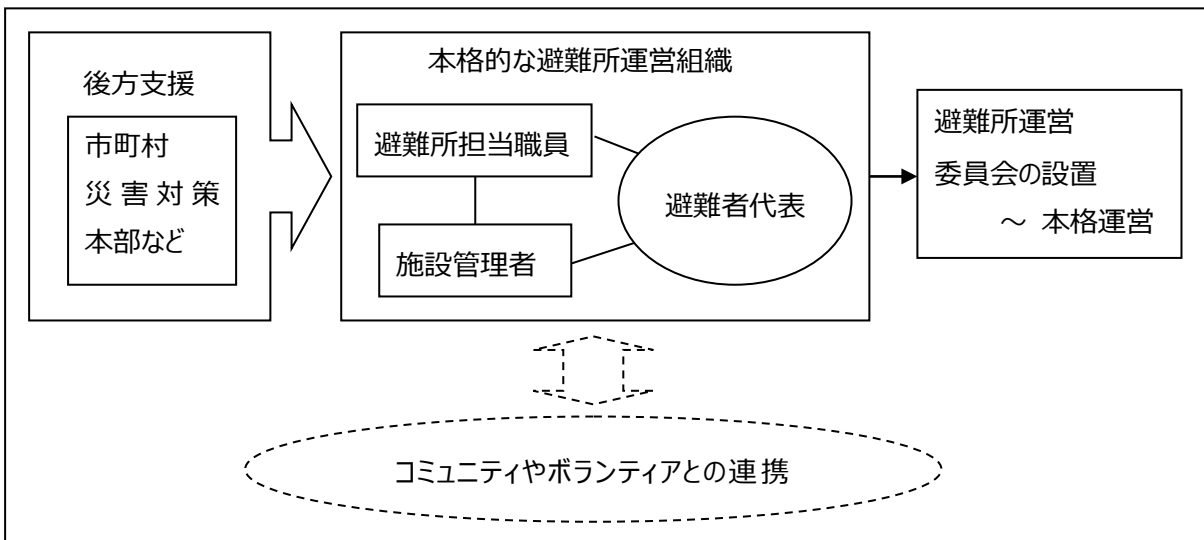 後方支援
市町村
災害対策
本部など
本格的な避難所運営組織
避難所担当職員
施設管理者
避難者代表
避難所運営
委員会の設置
～ 本格運営
コミュニティやボランティアとの連携